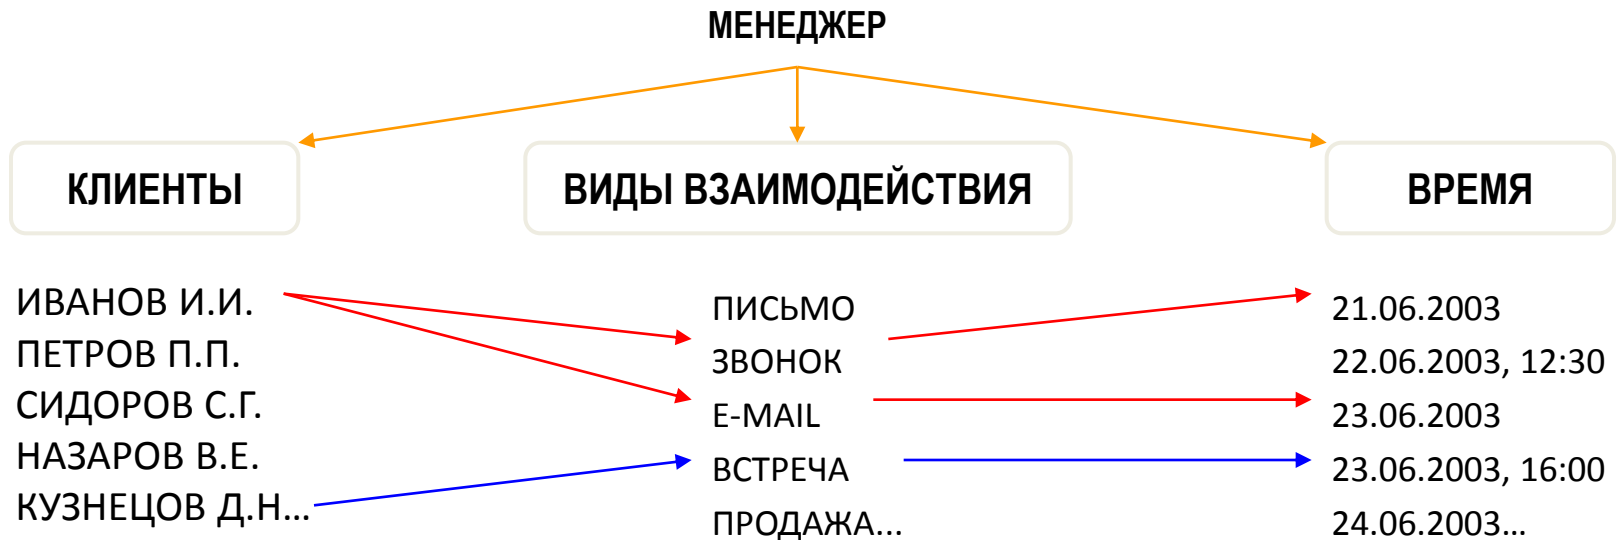 МЕНЕДЖЕР
КЛИЕНТЫ
ВИДЫ ВЗАИМОДЕЙСТВИЯ
ВРЕМЯ
ИВАНОВ И.И.
ПЕТРОВ П.П.
СИДОРОВ С.Г.
НАЗАРОВ В.Е.
КУЗНЕЦОВ Д.Н...
ПИСЬМО
ЗВОНОК
E-MAIL
ВСТРЕЧА
ПРОДАЖА...
21.06.2003
22.06.2003, 12:30
23.06.2003
23.06.2003, 16:00
24.06.2003...